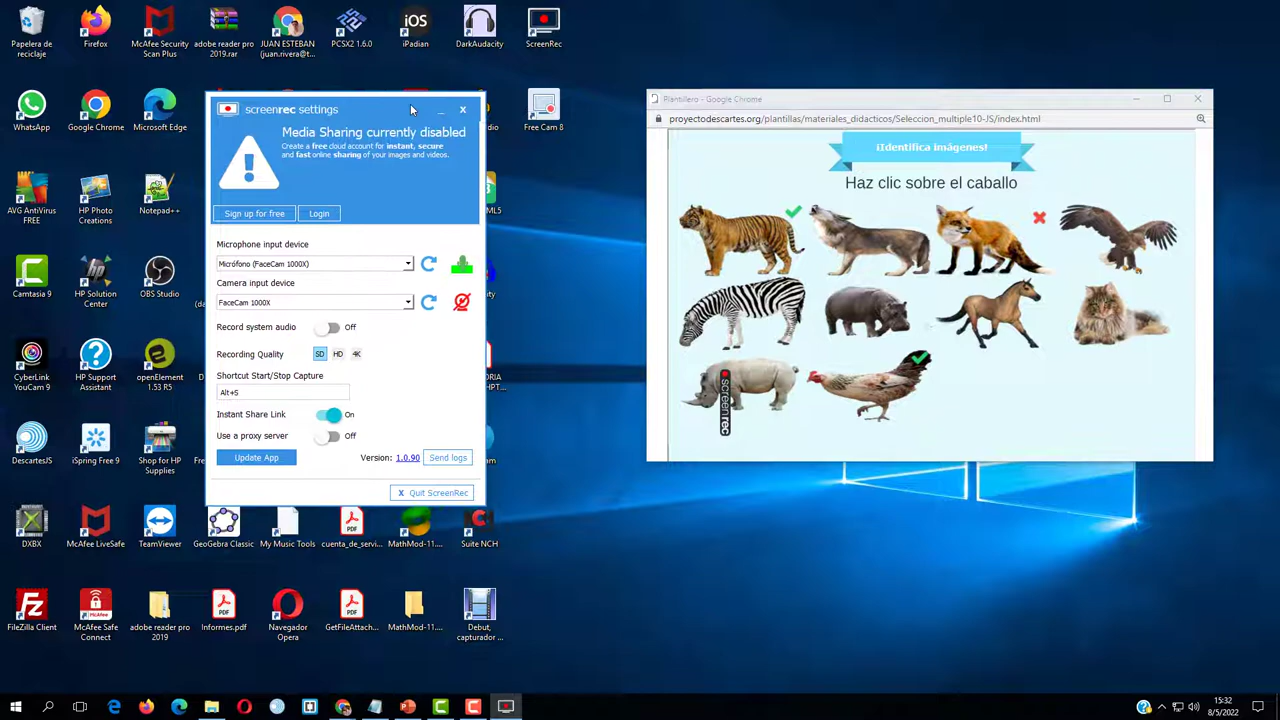 Papelera de
reciclaje
Firefox
McAfee Security
Scan Plus
adobe reader pro
2019.rar
JUAN ESTEBAN
(juan.rivera@t...
PCSX2 1.6.0
iOS
iPadian
DarkAudacity
ScreenRec
WhatsApp
Google Chrome
Microsoft Edge
Free Cam 8
AVG AntiVirus
FREE
HP Photo
Creations
Notepad++
Camtasia 9
HP Solution
Center
OBS Studio
CyberLink
YouCam 9
HP Support
Assistant
openElement
1.53 R5
DescartesJS
iSpring Free 9
Shop for HP
Supplies
DXBX
McAfee LiveSafe
TeamViewer
GeoGebra Classic
My Music Tools
PDF
cuenta_de_servi...
MathMod-11....
Suite NCH
FileZilla Client
McAfee
McAfee Safe
Connect
adobe reader pro
2019
PDF
Informes.pdf
Navegador
Opera
PDF
GetFileAttach...
MathMod-11....
Debut,
capturador ...
screenrec settings
_
x
Media Sharing currently disabled
Create a free cloud account for instant, secure
and fast online sharing of your images and videos.
Sign up for free
Login
Microphone input device
Micrófono (FaceCam 1000X)
Camera input device
FaceCam 1000X
Record system audio
Off
Recording Quality
SD
HD
4K
Shortcut Start/Stop Capture
Alt+S
Instant Share Link
On
Use a proxy server
Off
Update App
Version: 1.0.90
Send logs
X Quit ScreenRec
Plantillero - Google Chrome
proyectodescartes.org/plantillas/materiales_didacticos/Seleccion_multiple10-JS/index.html
¡Identifica imágenes!
Haz clic sobre el caballo
screenrec
15:32
8/5/2022